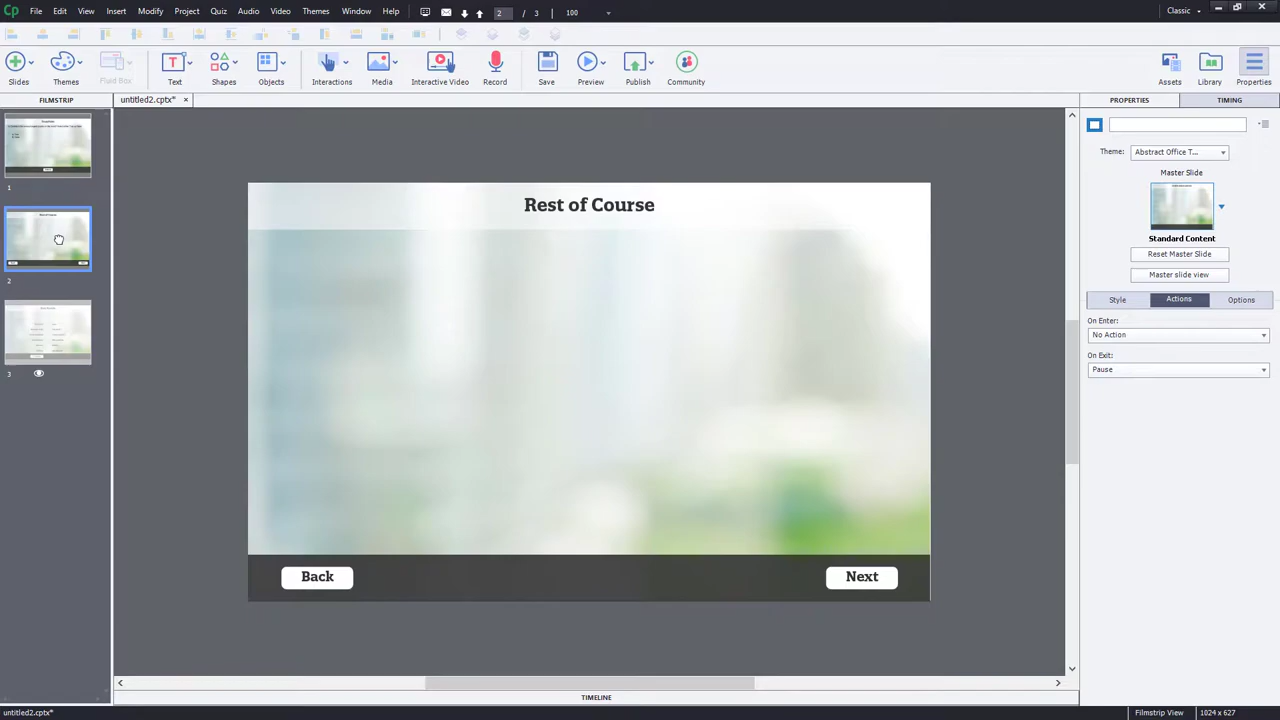 Cp File Edit View Insert Modify Project Quiz Audio Video Themes Window Help 2 / 3 100 Classic
Slides Themes Fluid Box Text Shapes Objects Interactions Media Interactive Video Record Save Preview Publish Community Assets Library Properties
FILMSTRIP untitled2.cptx* × PROPERTIES TIMING
Theme: Abstract Office T...
Master Slide
Standard Content
Reset Master Slide
Master slide view
Style Actions Options
On Enter:
No Action
On Exit:
Pause
1
2
3
Rest of Course
Back Next
TIMELINE
untitled2.cptx* Filmstrip View 1024 x 627